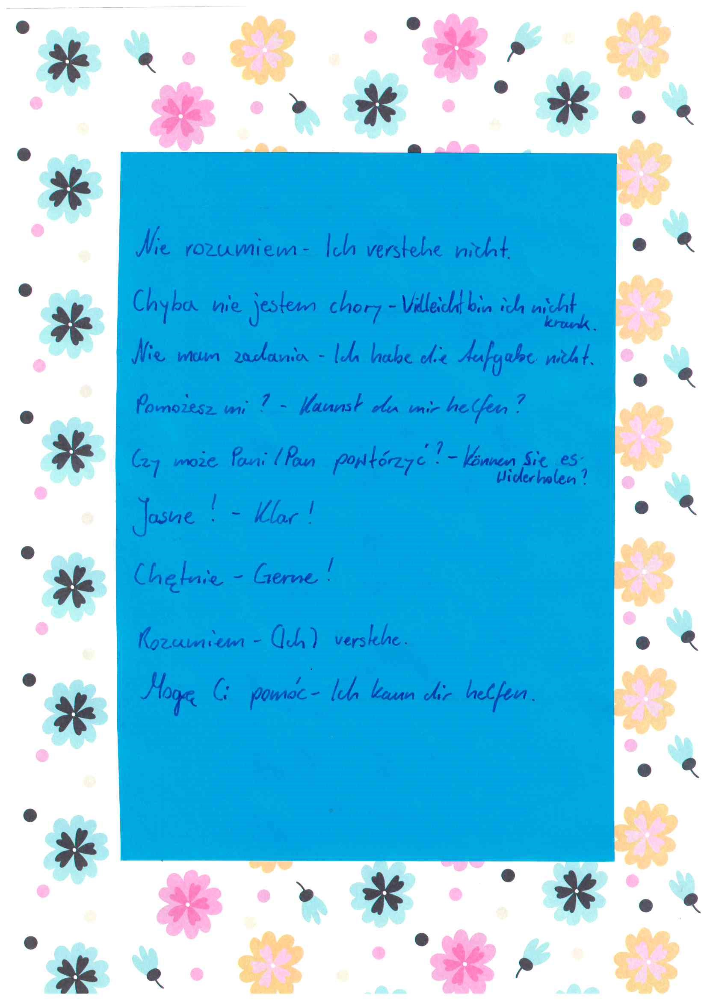 Nie rozumiem - Ich verstehe nicht.
Chyba nie jestem chory - Villeicht bin ich nicht
krank.
Nie mam zadania - Ich habe die Aufgabe nicht.
Pomożesz mi? - Kannst du mir helfen?
Czy może Pani / Pan powtórzyć? - Können Sie es
widerholen?
Jasne! - Klar!
Chętnie - Gerne!
Rozumiem - (Ich) verstehe.
Mogę Ci pomóc - Ich kann dir helfen.